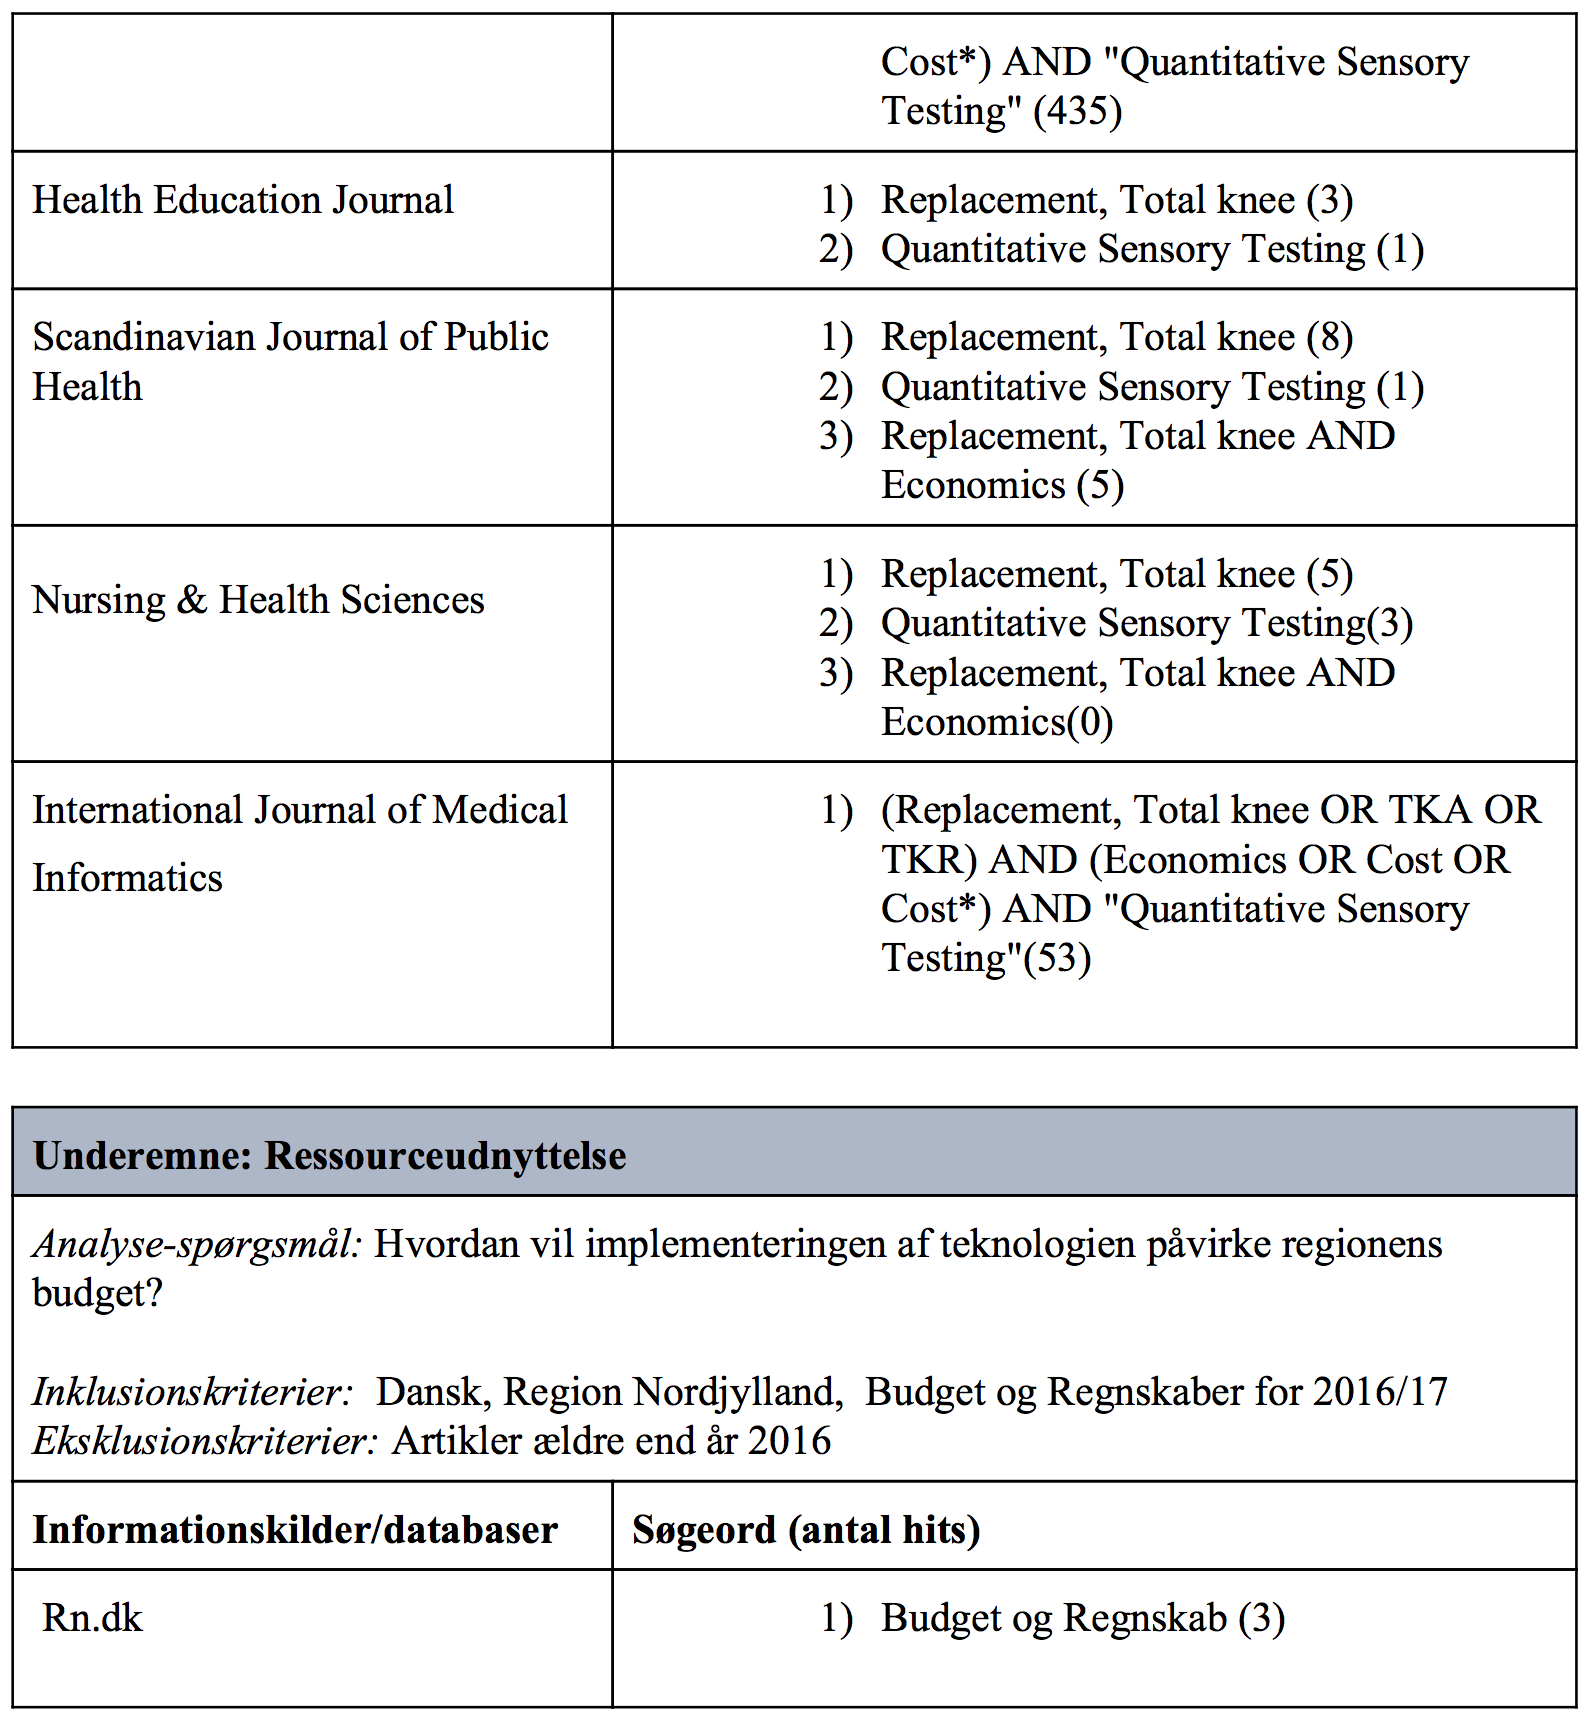 Cost*) AND "Quantitative Sensory
Testing" (435)
Health Education Journal
1) Replacement, Total knee (3)
2) Quantitative Sensory Testing (1)
Scandinavian Journal of Public
Health
1) Replacement, Total knee (8)
2) Quantitative Sensory Testing (1)
3) Replacement, Total knee AND
Economics (5)
Nursing & Health Sciences
1) Replacement, Total knee (5)
2) Quantitative Sensory Testing(3)
3) Replacement, Total knee AND
Economics(0)
International Journal of Medical
Informatics
1) (Replacement, Total knee OR TKA OR
TKR) AND (Economics OR Cost OR
Cost*) AND "Quantitative Sensory
Testing"(53)
Underemne: Ressourceudnyttelse
Analyse-spørgsmål: Hvordan vil implementeringen af teknologien påvirke regionens
budget?
Inklusionskriterier: Dansk, Region Nordjylland, Budget og Regnskaber for 2016/17
Eksklusionskriterier: Artikler ældre end år 2016
Informationskilder/databaser
Søgeord (antal hits)
Rn.dk
1) Budget og Regnskab (3)